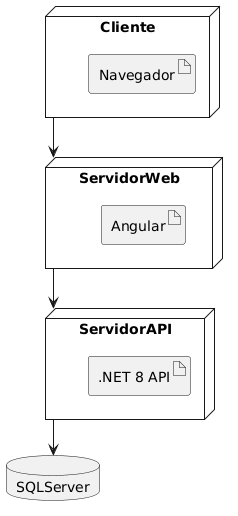 Cliente
Navegador
ServidorWeb
Angular
ServidorAPI
.NET 8 API
SQLServer